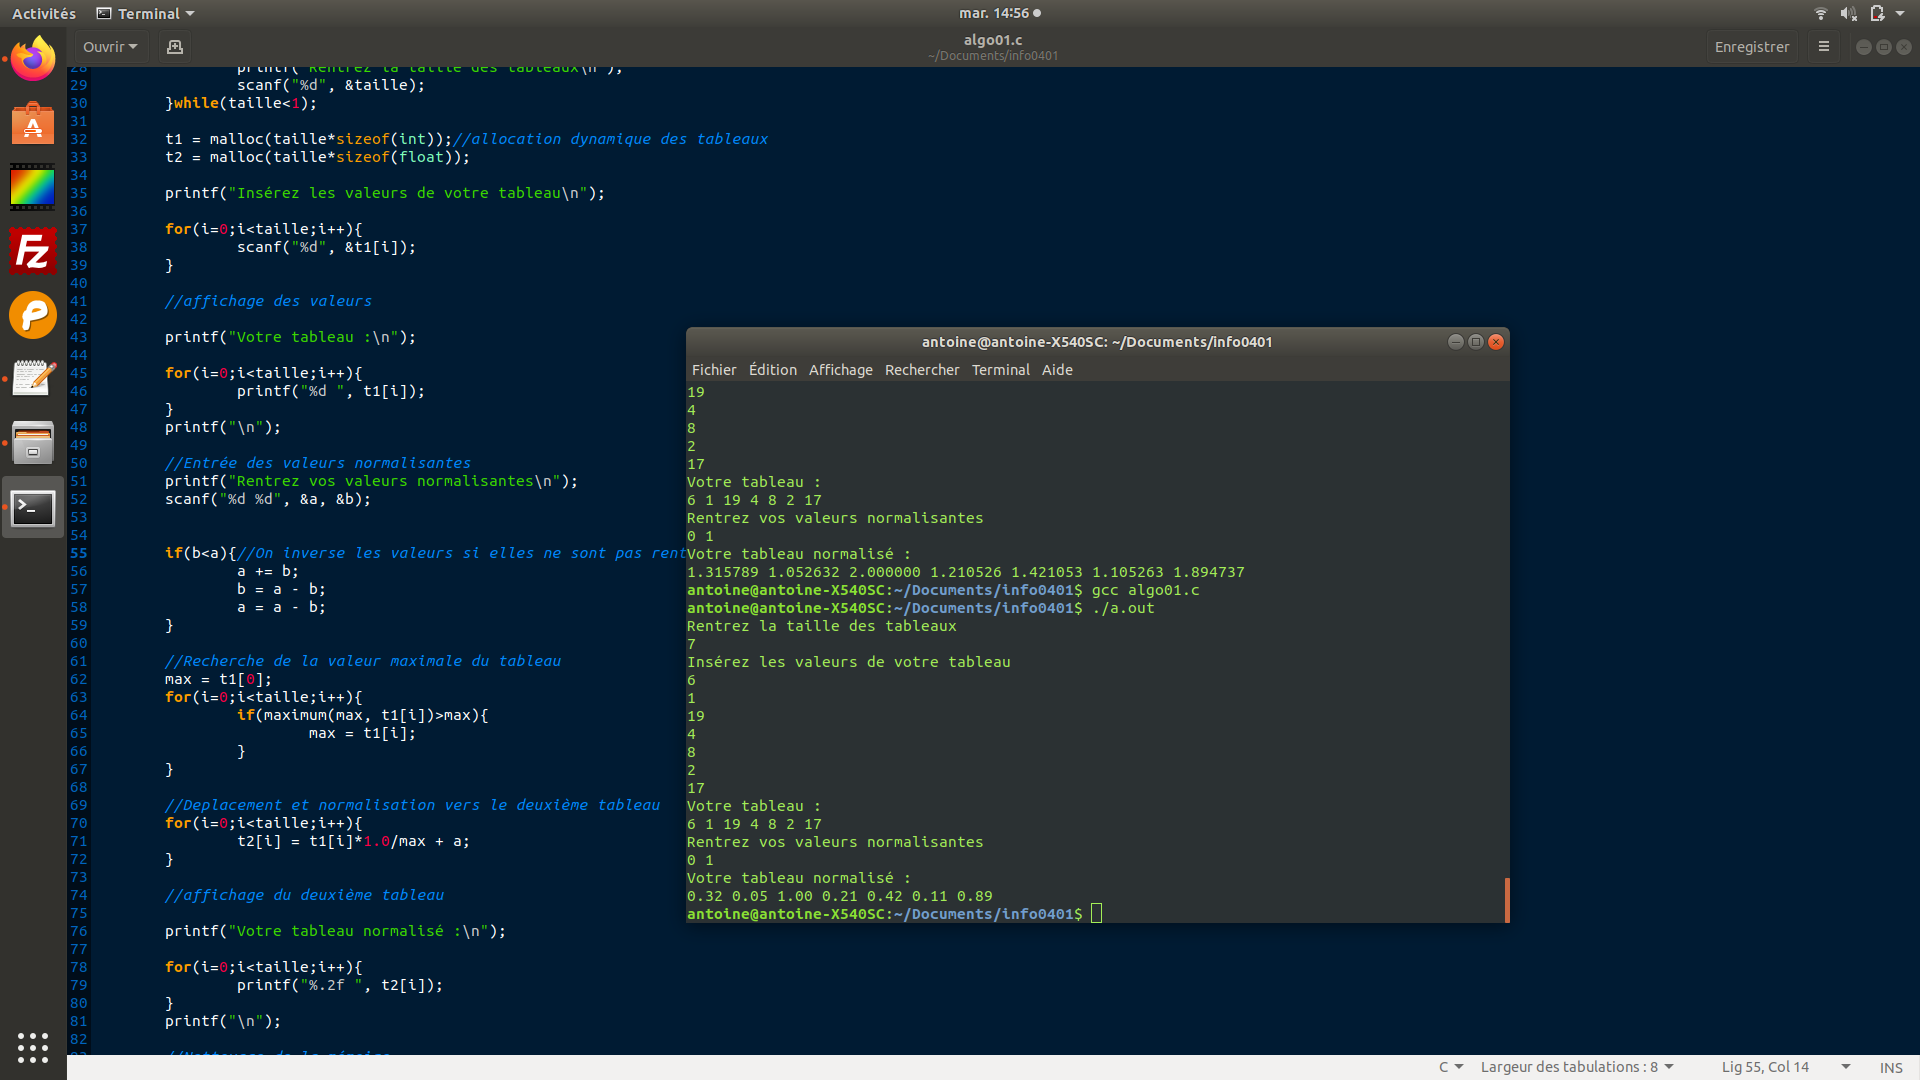 Activités Terminal mar. 14:56
Ouvrir algo01.c Enregistrer
~/Documents/info0401
28 printf("Rentrez la taille des tableaux\n");
29 scanf("%d", &taille);
30 }while(taille<1);
31
32 t1 = malloc(taille*sizeof(int));//allocation dynamique des tableaux
33 t2 = malloc(taille*sizeof(float));
34
35 printf("Insérez les valeurs de votre tableau\n");
36
37 for(i=0;i<taille;i++){
38 scanf("%d", &t1[i]);
39 }
40
41 //affichage des valeurs
42
43 printf("Votre tableau :\n");
44
45 for(i=0;i<taille;i++){
46 printf("%d ", t1[i]);
47 }
48 printf("\n");
49
50 //Entrée des valeurs normalisantes
51 printf("Rentrez vos valeurs normalisantes\n");
52 scanf("%d %d", &a, &b);
53
54
55 if(b<a){//On inverse les valeurs si elles ne sont pas rent
56 a += b;
57 b = a - b;
58 a = a - b;
59 }
60
61 //Recherche de la valeur maximale du tableau
62 max = t1[0];
63 for(i=0;i<taille;i++){
64 if(maximum(max, t1[i])>max){
65 max = t1[i];
66 }
67 }
68
69 //Deplacement et normalisation vers le deuxième tableau
70 for(i=0;i<taille;i++){
71 t2[i] = t1[i]*1.0/max + a;
72 }
73
74 //affichage du deuxième tableau
75
76 printf("Votre tableau normalisé :\n");
77
78 for(i=0;i<taille;i++){
79 printf("%.2f ", t2[i]);
80 }
81 printf("\n");
82
antoine@antoine-X540SC: ~/Documents/info0401
Fichier Édition Affichage Rechercher Terminal Aide
19
4
8
2
17
Votre tableau :
6 1 19 4 8 2 17
Rentrez vos valeurs normalisantes
0 1
Votre tableau normalisé :
1.315789 1.052632 2.000000 1.210526 1.421053 1.105263 1.894737
antoine@antoine-X540SC:~/Documents/info0401$ gcc algo01.c
antoine@antoine-X540SC:~/Documents/info0401$ ./a.out
Rentrez la taille des tableaux
7
Insérez les valeurs de votre tableau
6
1
19
4
8
2
17
Votre tableau :
6 1 19 4 8 2 17
Rentrez vos valeurs normalisantes
0 1
Votre tableau normalisé :
0.32 0.05 1.00 0.21 0.42 0.11 0.89
antoine@antoine-X540SC:~/Documents/info0401$
C Largeur des tabulations : 8 Lig 55, Col 14 INS